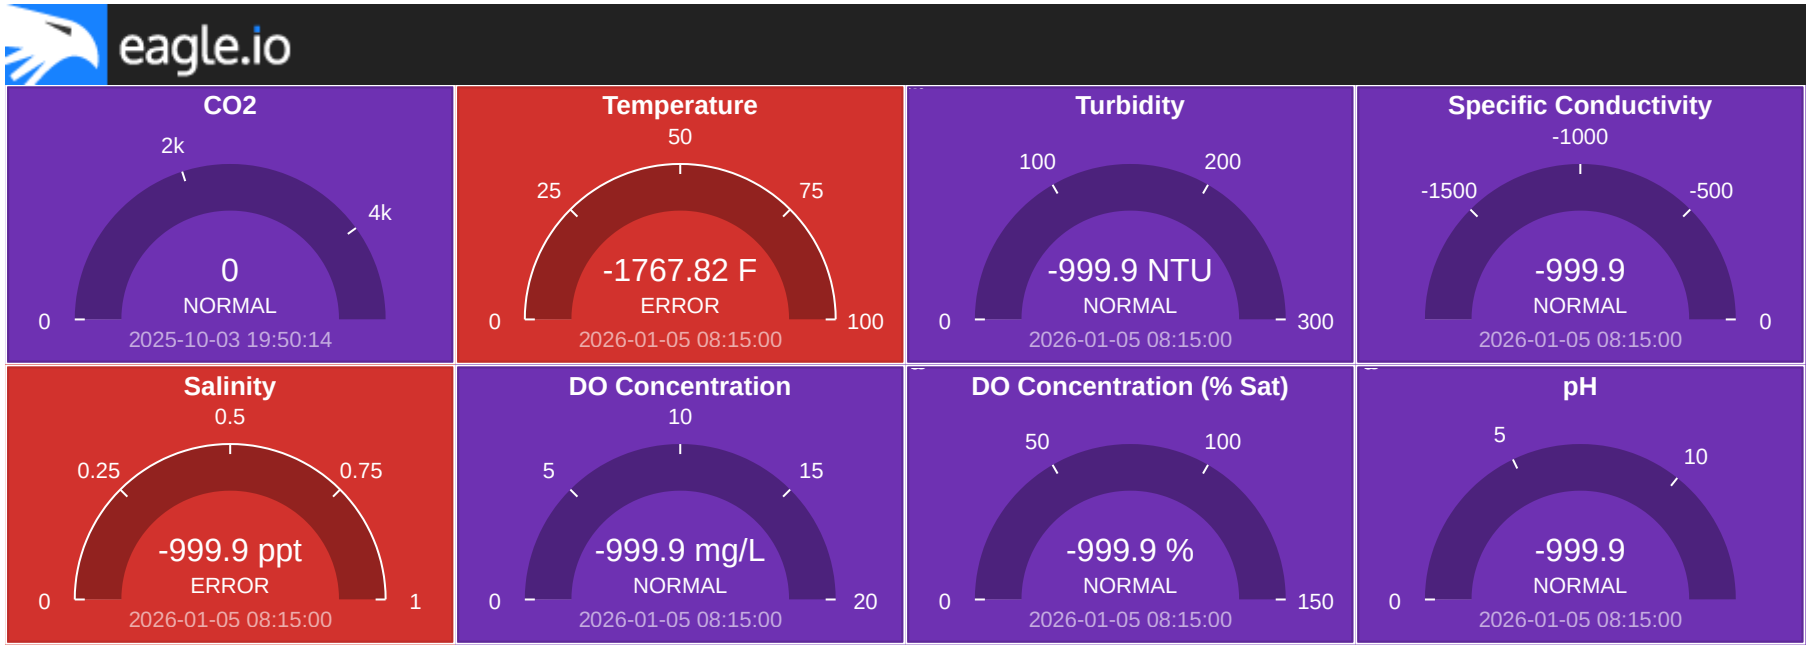 eagle.io
CO2
2k
4k
0
0
NORMAL
2025-10-03 19:50:14
Temperature
50
25
75
-1767.82 F
ERROR
0
100
2026-01-05 08:15:00
Turbidity
100
200
-999.9 NTU
NORMAL
0
300
2026-01-05 08:15:00
Specific Conductivity
-1000
-1500
-500
-999.9
NORMAL
0
2026-01-05 08:15:00
Salinity
0.5
0.25
0.75
-999.9 ppt
ERROR
0
1
2026-01-05 08:15:00
DO Concentration
10
5
15
-999.9 mg/L
NORMAL
0
20
2026-01-05 08:15:00
DO Concentration (% Sat)
50
100
-999.9 %
NORMAL
0
150
2026-01-05 08:15:00
pH
5
10
-999.9
NORMAL
0
2026-01-05 08:15:00